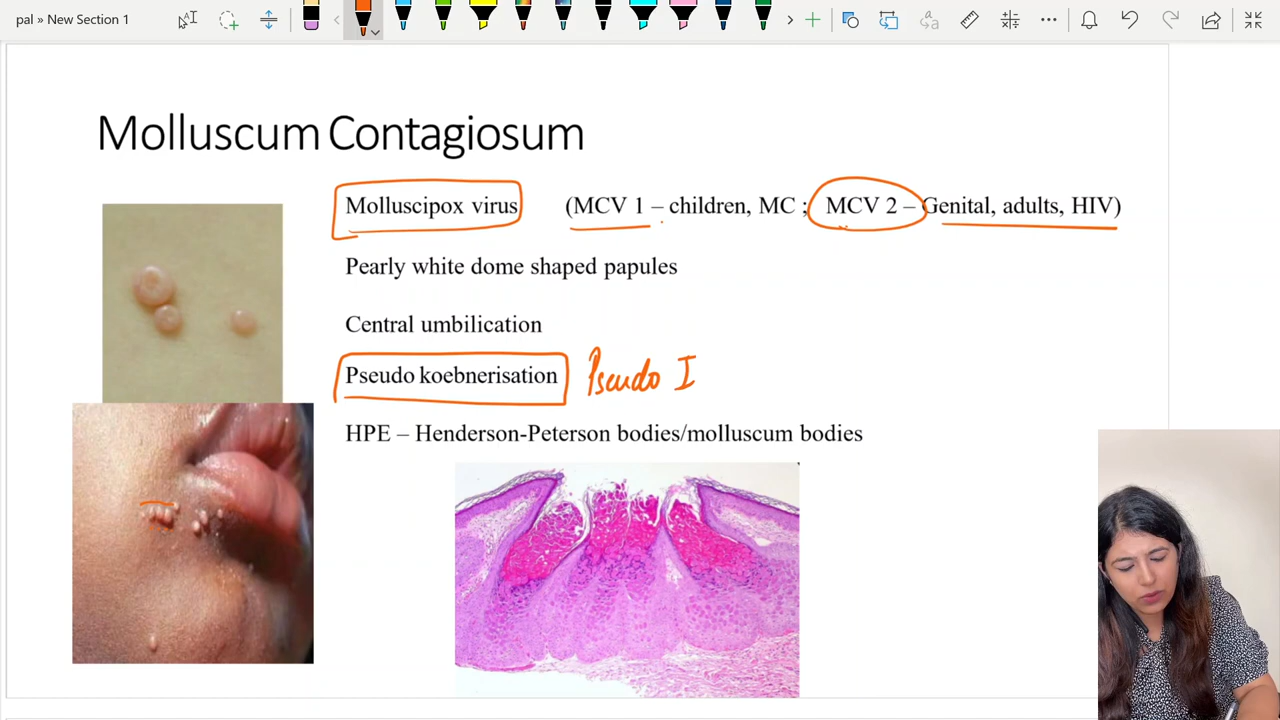 pal » New Section 1
Molluscum Contagiosum
Molluscipox virus (MCV 1 – children, MC ; MCV 2 – Genital, adults, HIV)
Pearly white dome shaped papules
Central umbilication
Pseudo koebnerisation Pseudo I
HPE – Henderson-Peterson bodies/molluscum bodies